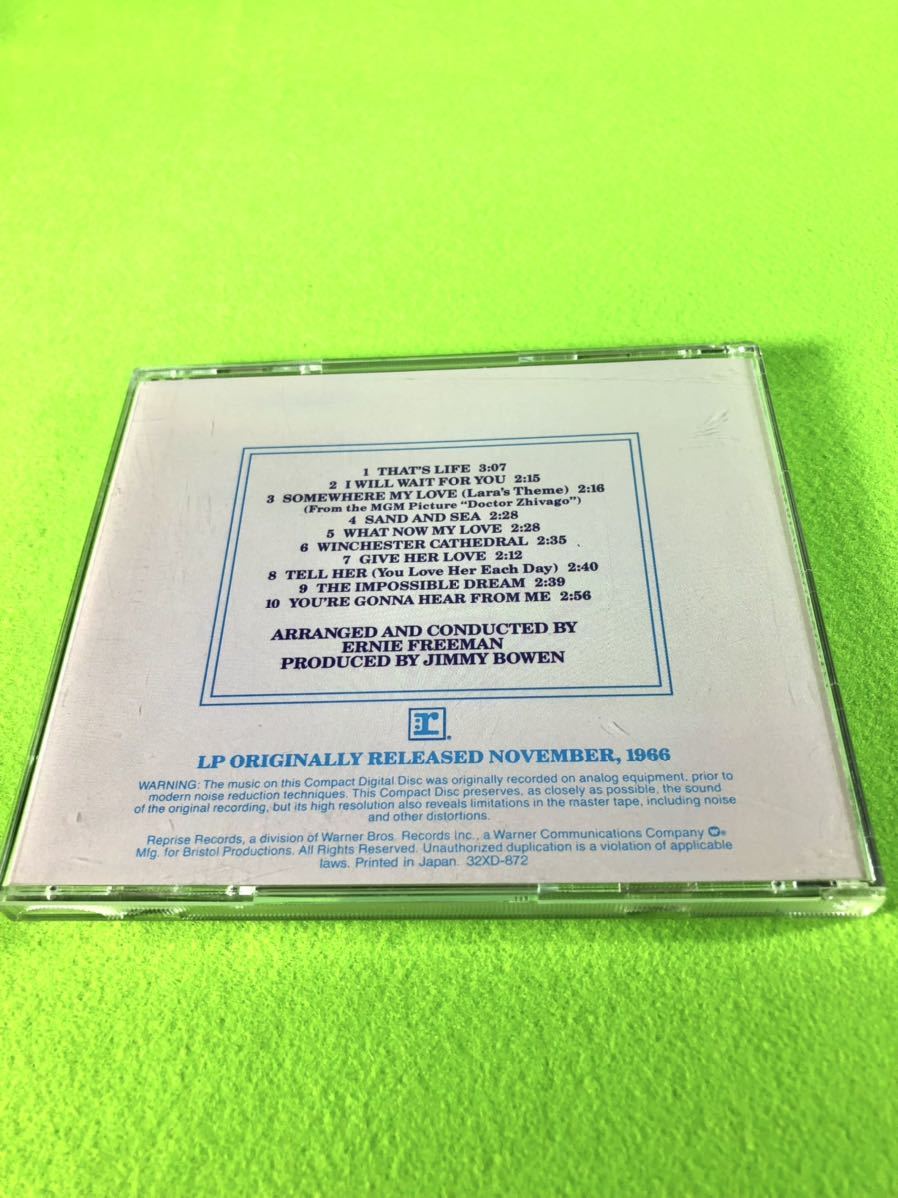 1 THAT'S LIFE 3:07
2 I WILL WAIT FOR YOU 2:15
3 SOMEWHERE MY LOVE (Lara's Theme) 2:16
(From the MGM Picture "Doctor Zhivago")
4 SAND AND SEA 2:28
5 WHAT NOW MY LOVE 2:28
6 WINCHESTER CATHEDRAL 2:35
7 GIVE HER LOVE 2:12
8 TELL HER (You Love Her Each Day) 2:40
9 THE IMPOSSIBLE DREAM 2:39
10 YOU'RE GONNA HEAR FROM ME 2:56
ARRANGED AND CONDUCTED BY
ERNIE FREEMAN
PRODUCED BY JIMMY BOWEN
r
LP ORIGINALLY RELEASED NOVEMBER, 1966
WARNING: The music on this Compact Digital Disc was originally recorded on analog equipment, prior to
modern noise reduction techniques. This Compact Disc preserves, as closely as possible, the sound
of the original recording, but its high resolution also reveals limitations in the master tape, including noise
and other distortions.
Reprise Records, a division of Warner Bros. Records Inc., a Warner Communications Company
Mfg. for Bristol Productions. All Rights Reserved. Unauthorized duplication is a violation of applicable
laws. Printed in Japan. 32XD-872